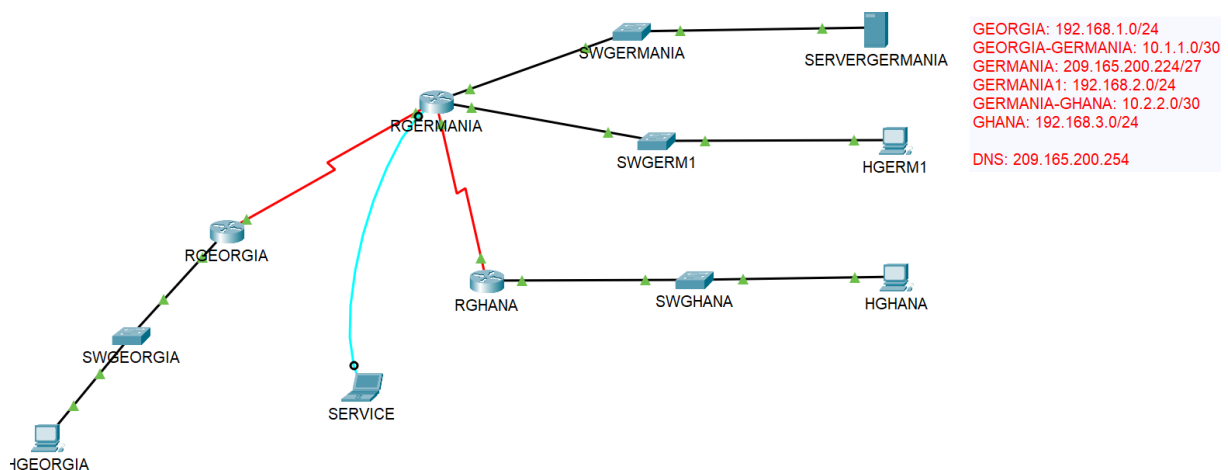 SWGERMANIA
SERVERGERMANIA
RGERMANIA
SWGERM1
HGERM1
RGEORGIA
RGHANA
SWGHANA
HGHANA
SWGEORGIA
SERVICE
HGEORGIA
GEORGIA: 192.168.1.0/24
GEORGIA-GERMANIA: 10.1.1.0/30
GERMANIA: 209.165.200.224/27
GERMANIA1: 192.168.2.0/24
GERMANIA-GHANA: 10.2.2.0/30
GHANA: 192.168.3.0/24
DNS: 209.165.200.254